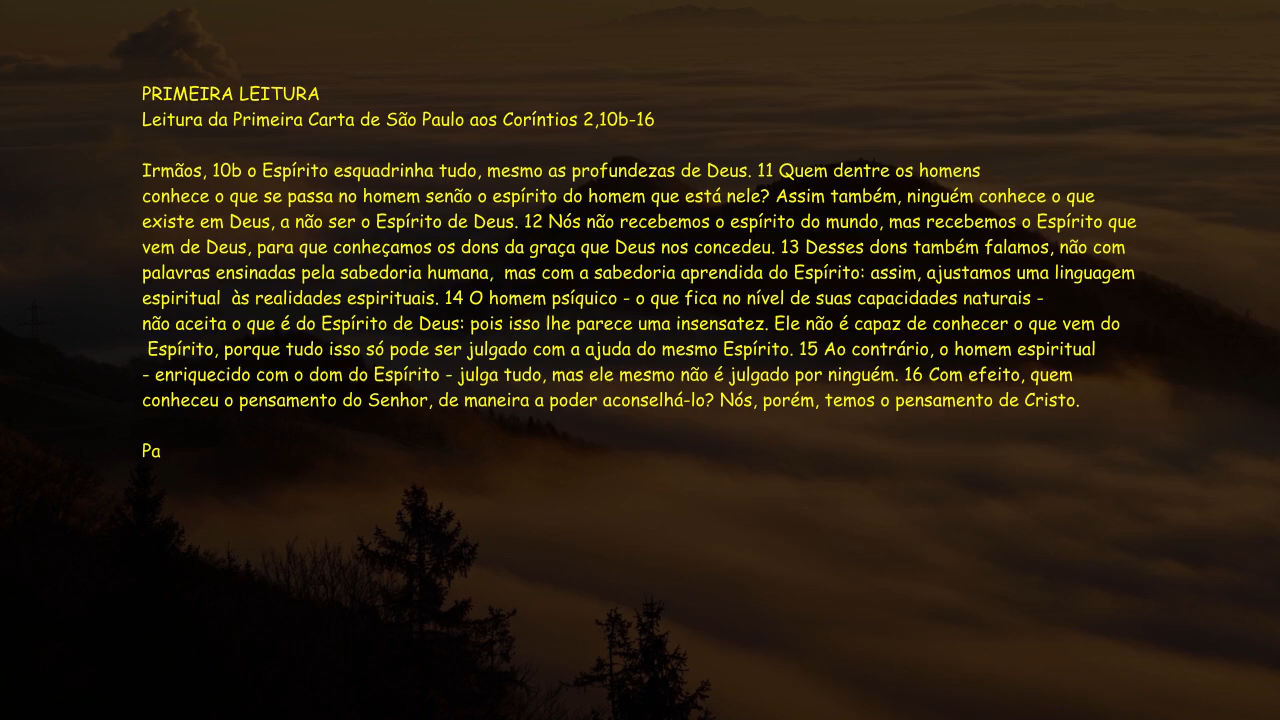 PRIMEIRA LEITURA
Leitura da Primeira Carta de São Paulo aos Coríntios 2,10b-16
Irmãos, 10b o Espírito esquadrinha tudo, mesmo as profundezas de Deus. 11 Quem dentre os homens
conhece o que se passa no homem senão o espírito do homem que está nele? Assim também, ninguém conhece o que
existe em Deus, a não ser o Espírito de Deus. 12 Nós não recebemos o espírito do mundo, mas recebemos o Espírito que
vem de Deus, para que conheçamos os dons da graça que Deus nos concedeu. 13 Desses dons também falamos, não com
palavras ensinadas pela sabedoria humana,  mas com a sabedoria aprendida do Espírito: assim, ajustamos uma linguagem
espiritual  às realidades espirituais. 14 O homem psíquico - o que fica no nível de suas capacidades naturais -
não aceita o que é do Espírito de Deus: pois isso lhe parece uma insensatez. Ele não é capaz de conhecer o que vem do
Espírito, porque tudo isso só pode ser julgado com a ajuda do mesmo Espírito. 15 Ao contrário, o homem espiritual
- enriquecido com o dom do Espírito - julga tudo, mas ele mesmo não é julgado por ninguém. 16 Com efeito, quem
conheceu o pensamento do Senhor, de maneira a poder aconselhá-lo? Nós, porém, temos o pensamento de Cristo.
Pa